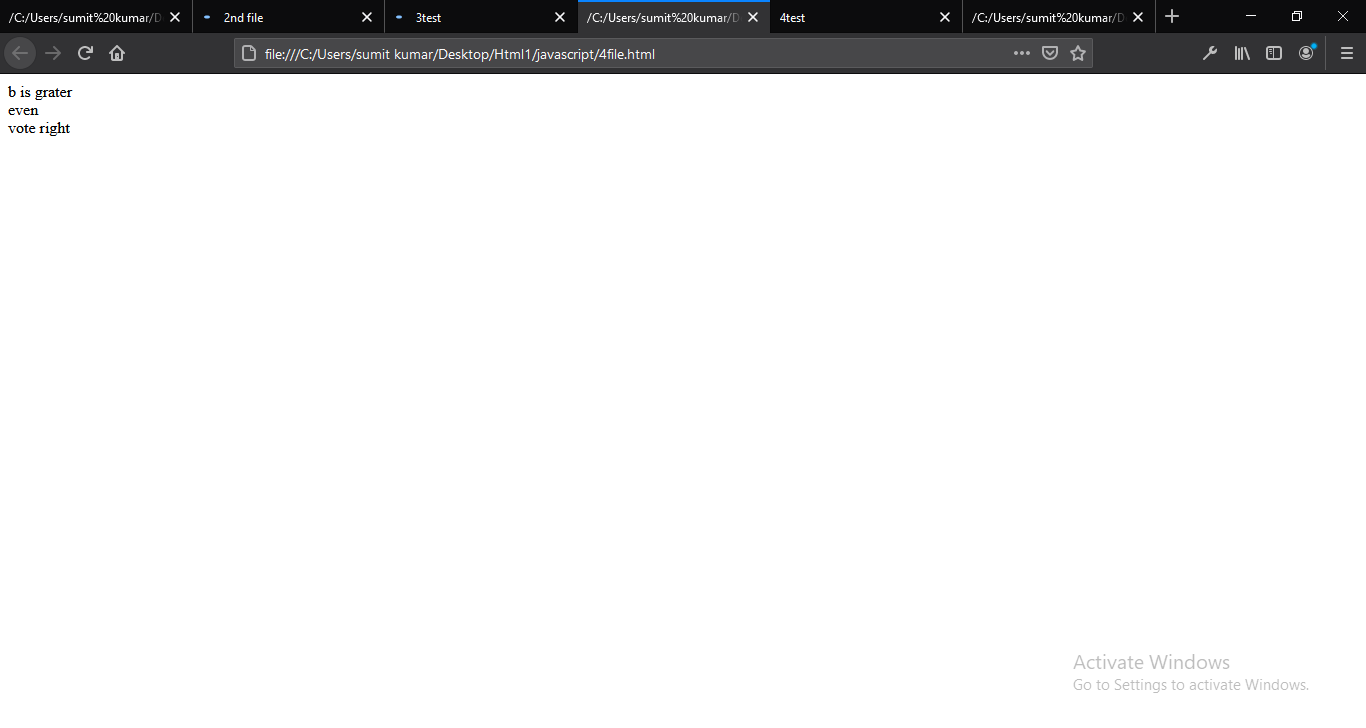 /C:/Users/sumit%20kumar/D
2nd file
3test
/C:/Users/sumit%20kumar/D
4test
/C:/Users/sumit%20kumar/D
file:///C:/Users/sumit kumar/Desktop/Html1/javascript/4file.html
b is grater
even
vote right
Activate Windows
Go to Settings to activate Windows.